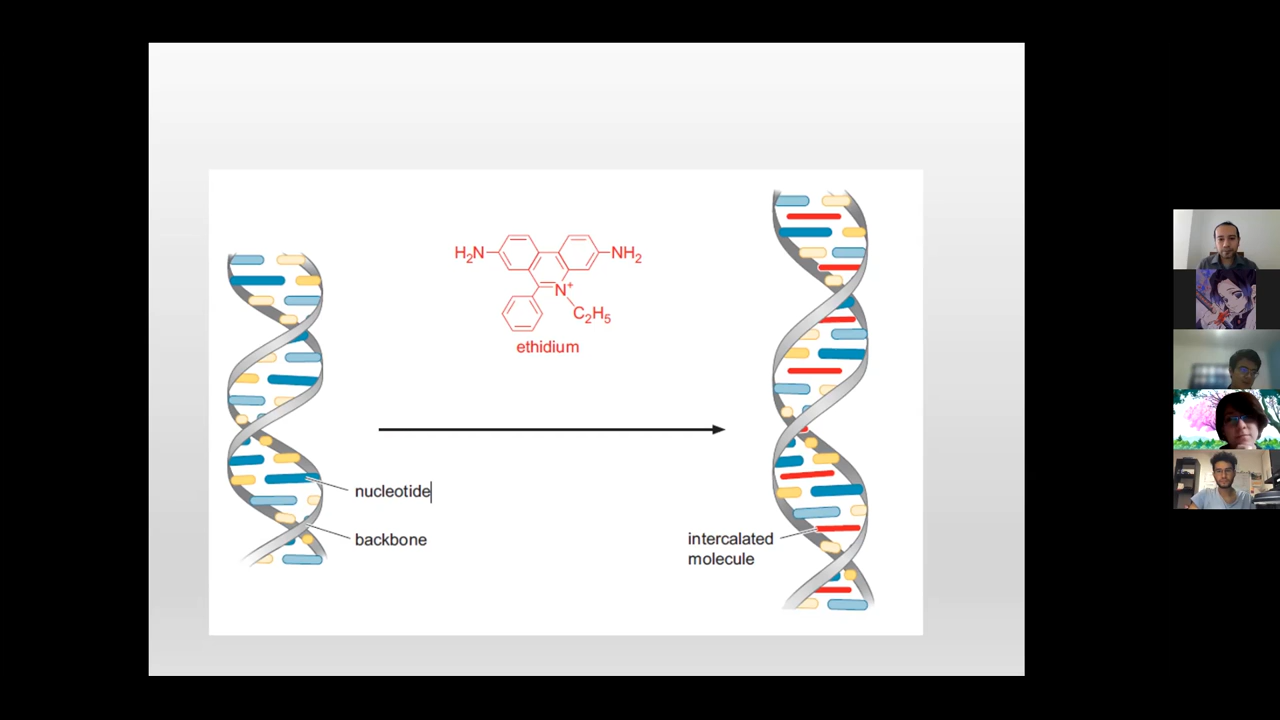 H₂N
NH₂
N⁺
C₂H₅
ethidium
nucleotide
backbone
intercalated
molecule